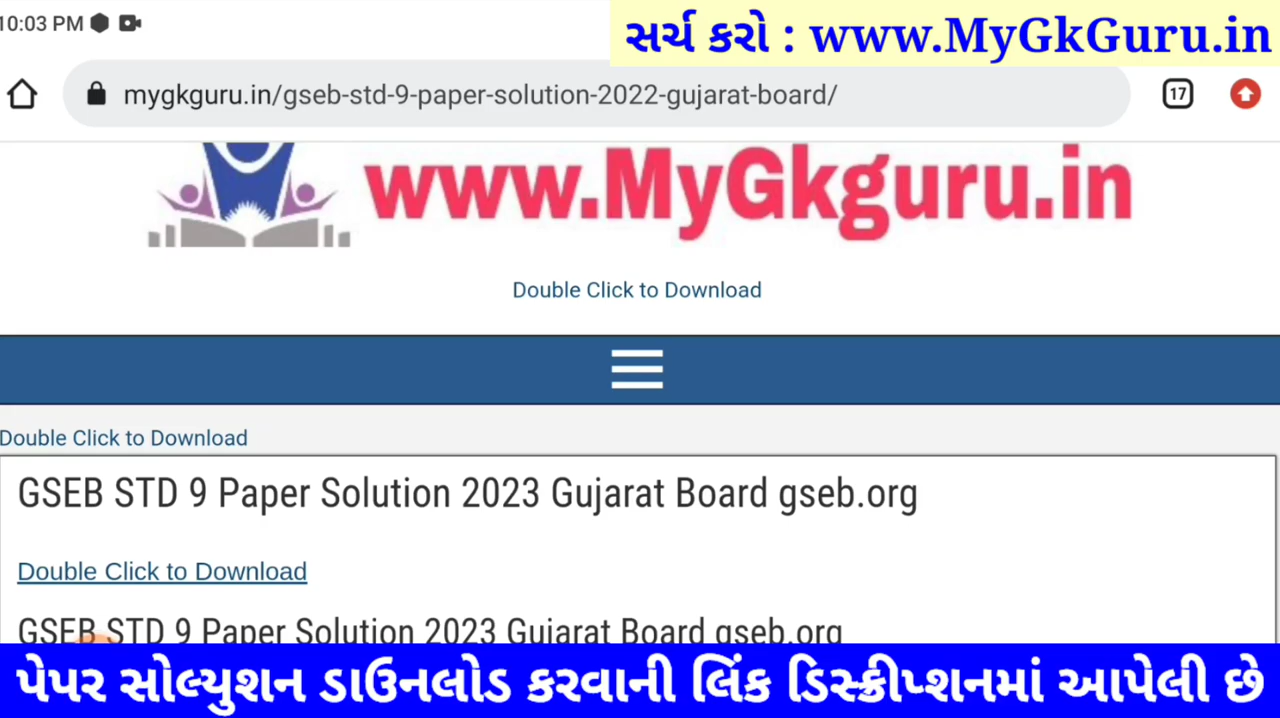 10:03 PM
સર્ચ કરો : www.MyGkGuru.in
mygkguru.in/gseb-std-9-paper-solution-2022-gujarat-board/
17
www.MyGkguru.in
Double Click to Download
Double Click to Download
GSEB STD 9 Paper Solution 2023 Gujarat Board gseb.org
Double Click to Download
GSEB STD 9 Paper Solution 2023 Gujarat Board gseb.org
પેપર સોલ્યુશન ડાઉનલોડ કરવાની લિંક ડિસ્ક્રીપ્શનમાં આપેલી છે